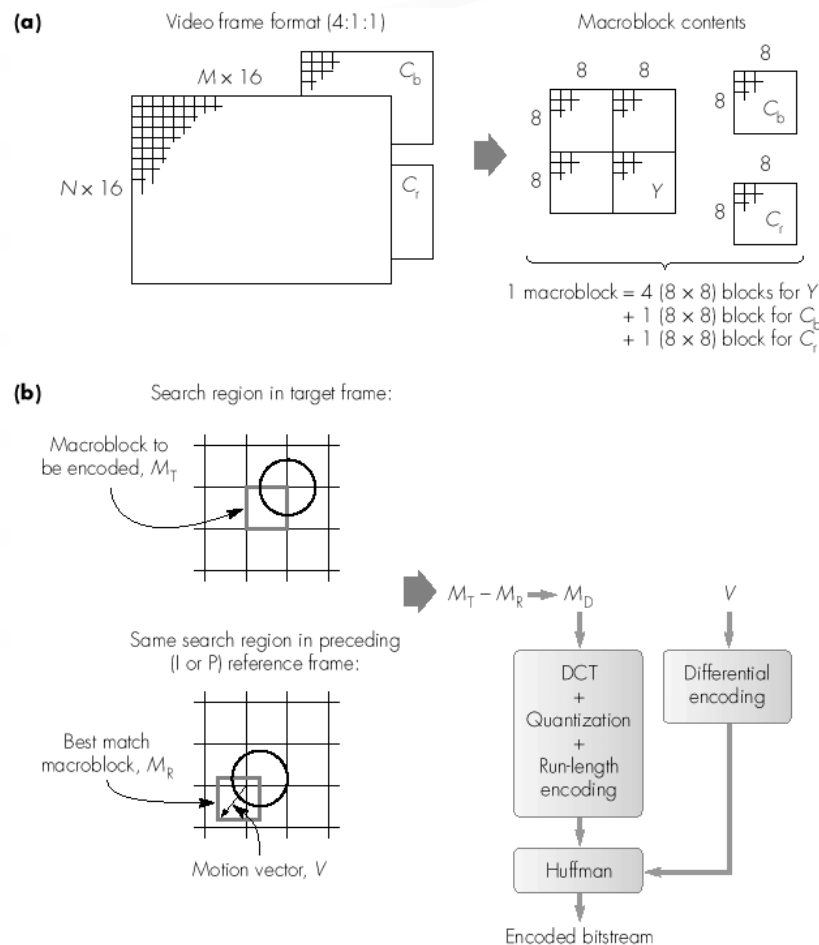 (a)
Video frame format (4:1:1)
M × 16
C_b
N × 16
C_r
Macroblock contents
8 8
8
8
Y
8
8
C_b
8
8
C_r
1 macroblock = 4 (8 × 8) blocks for Y
+ 1 (8 × 8) block for C_b
+ 1 (8 × 8) block for C_r
(b)
Search region in target frame:
Macroblock to
be encoded, M_T
Same search region in preceding
(I or P) reference frame:
Best match
macroblock, M_R
Motion vector, V
M_T – M_R → M_D
V
DCT
+
Quantization
+
Run-length
encoding
Differential
encoding
Huffman
Encoded bitstream